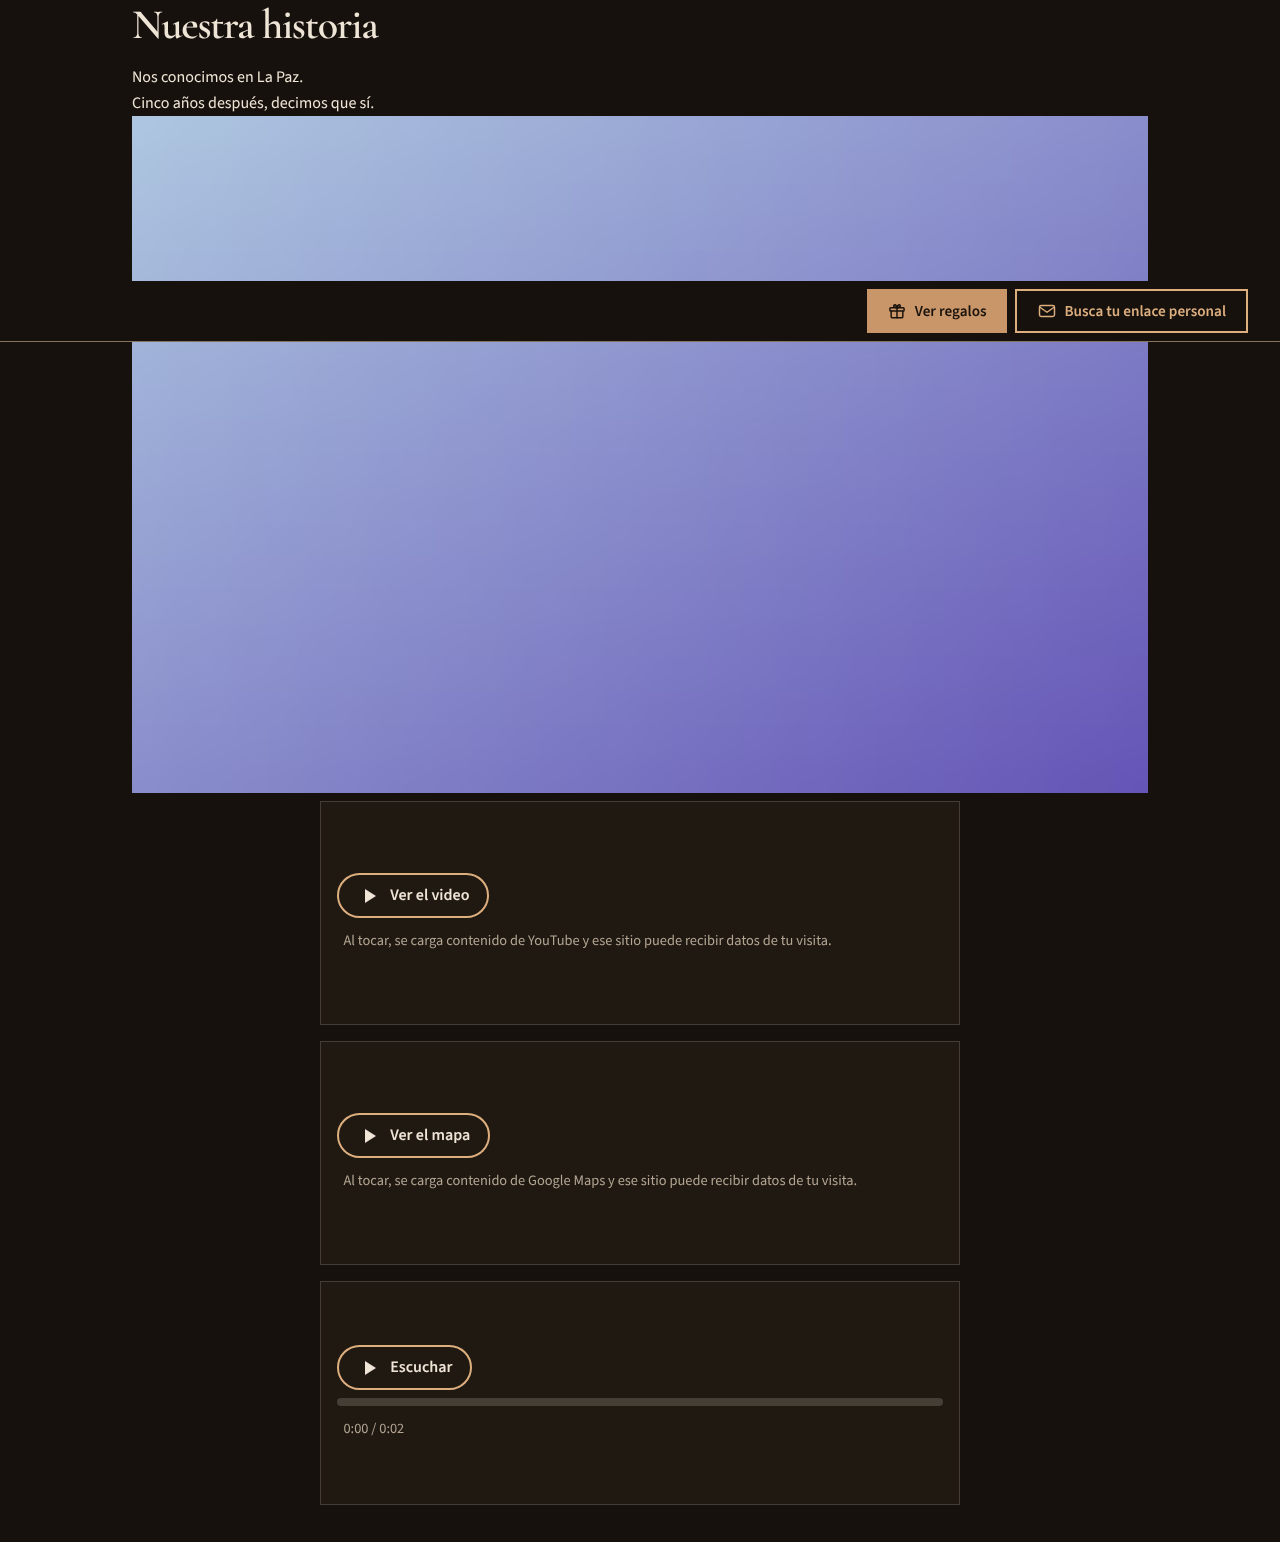 Nuestra historia
Nos conocimos en La Paz.
Cinco años después, decimos que sí.
Ver regalos
Busca tu enlace personal
Ver el video
Al tocar, se carga contenido de YouTube y ese sitio puede recibir datos de tu visita.
Ver el mapa
Al tocar, se carga contenido de Google Maps y ese sitio puede recibir datos de tu visita.
Escuchar
0:00 / 0:02